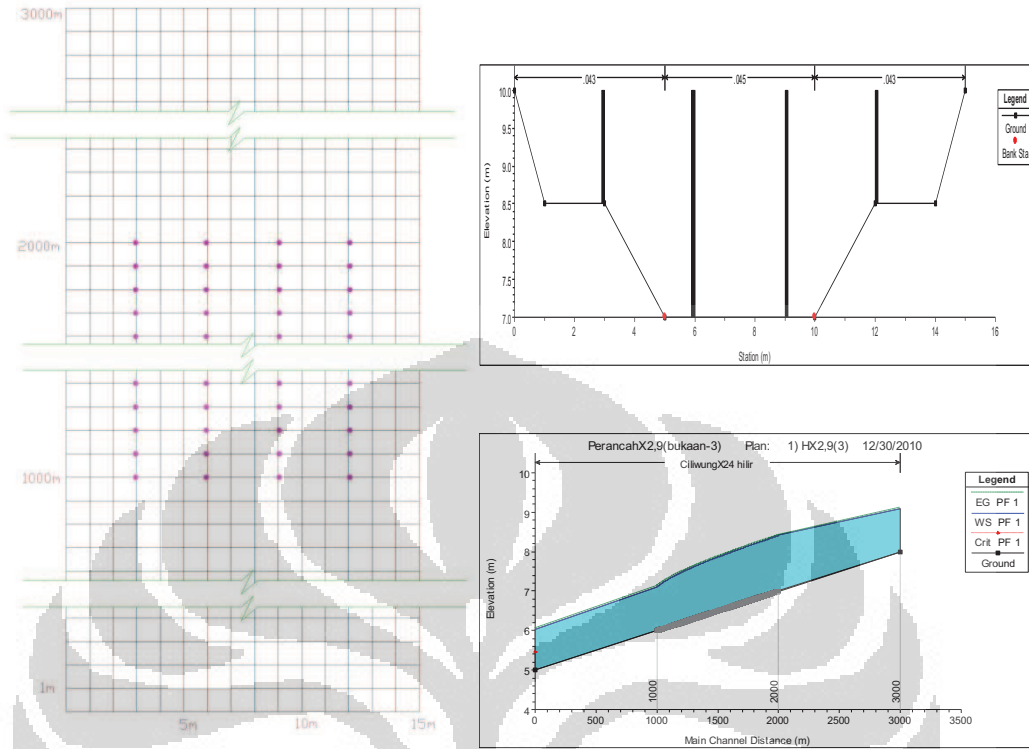 3000m
2000m
1000m
1m
5m
10m
15m
.043
.045
.043
10.0
9.5
9.0
8.5
8.0
7.5
7.0
Elevation (m)
0
2
4
6
8
10
12
14
16
Station (m)
Legend
Ground
Bank Sta
PerancahX2,9(bukaan-3) Plan: 1) HX2,9(3) 12/30/2010
CiliwungX24 hilir
10
9
8
7
6
5
4
Elevation (m)
1000
2000
3000
0
500
1000
1500
2000
2500
3000
3500
Main Channel Distance (m)
Legend
EG PF 1
WS PF 1
Crit PF 1
Ground